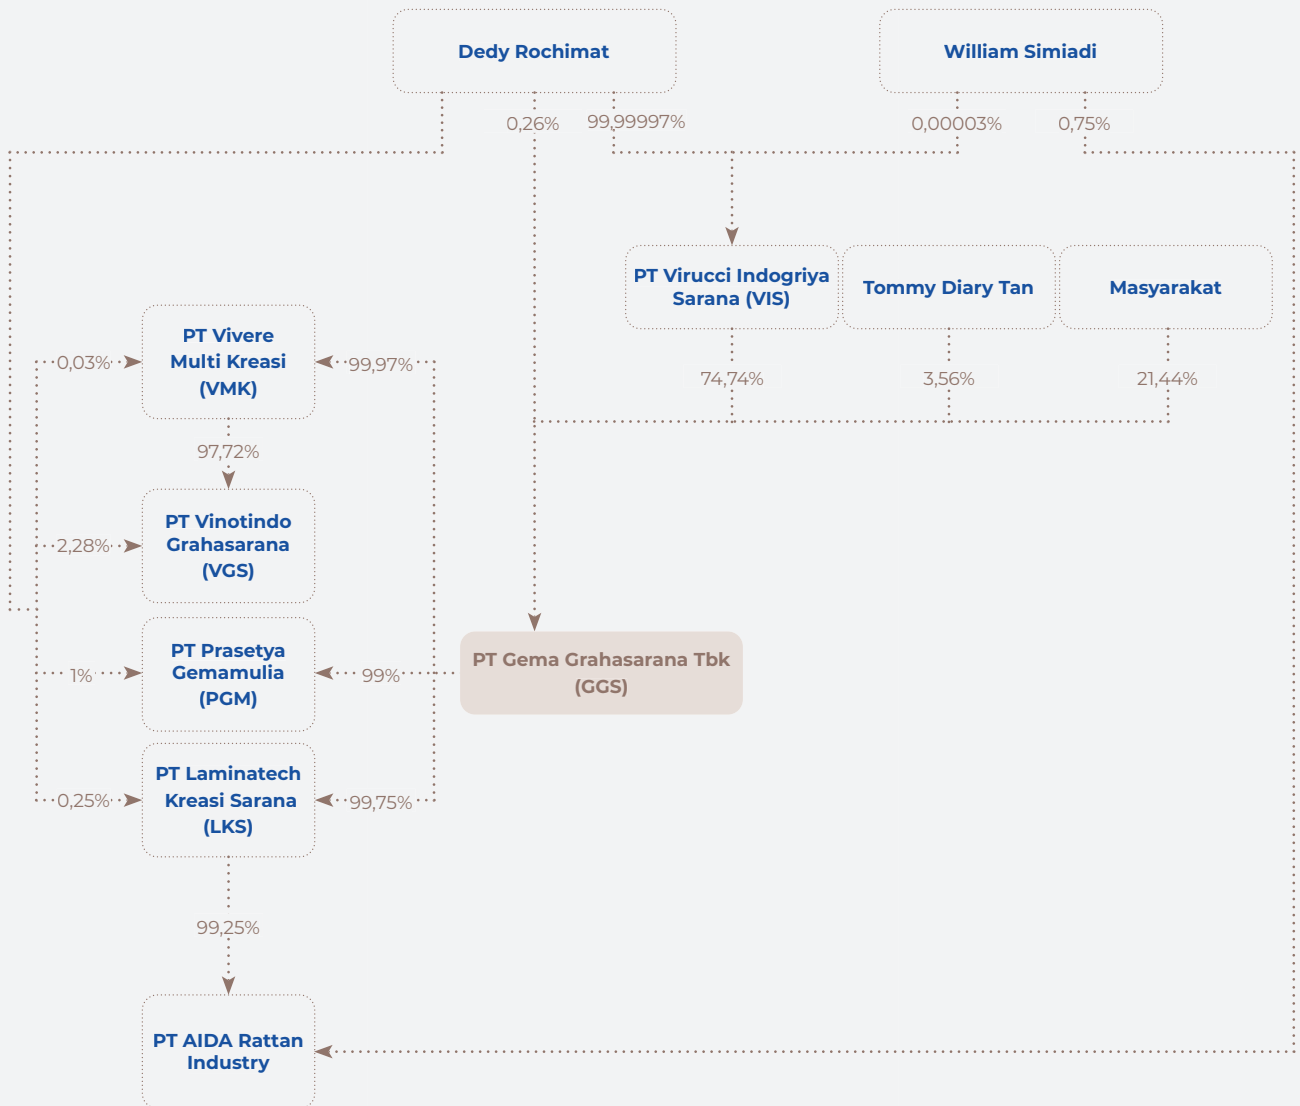 Dedy Rochimat
William Simiadi
0,26%
99,99997%
0,00003%
0,75%
PT Virucci Indogriya
Sarana (VIS)
Tommy Diary Tan
Masyarakat
PT Vivere
Multi Kreasi
(VMK)
0,03%
99,97%
74,74%
3,56%
21,44%
97,72%
PT Vinotindo
Grahasarana
(VGS)
2,28%
PT Prasetya
Gemamulia
(PGM)
1%
99%
PT Gema Grahasarana Tbk
(GGS)
PT Laminatech
Kreasi Sarana
(LKS)
0,25%
99,75%
99,25%
PT AIDA Rattan
Industry